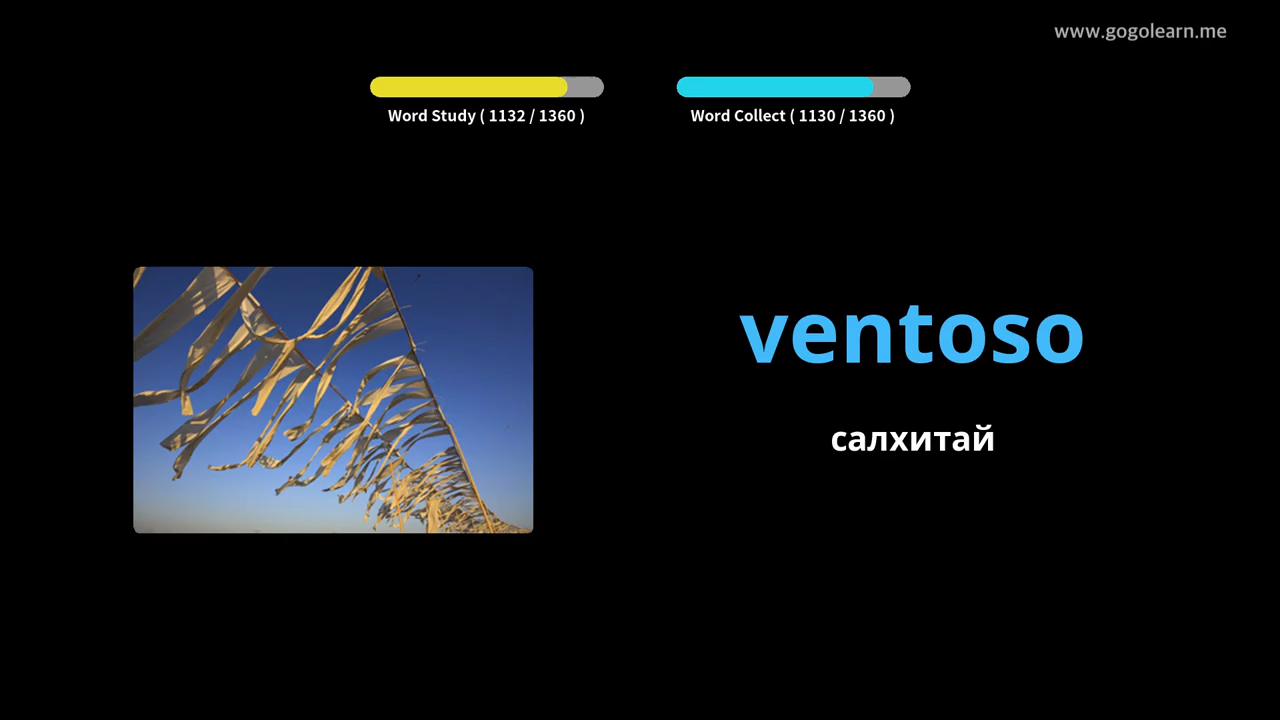 www.gogolearn.me
Word Study ( 1132 / 1360 )
Word Collect ( 1130 / 1360 )
ventoso
салхитай